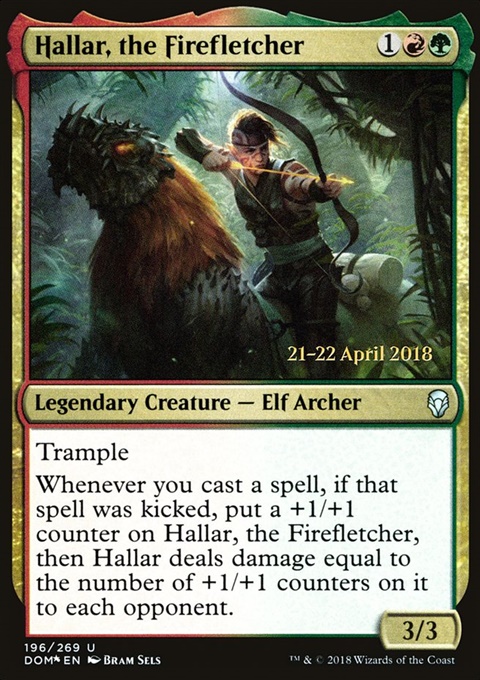 Hallar, the Firefletcher 1
21-22 April 2018
Legendary Creature — Elf Archer
Trample
Whenever you cast a spell, if that
spell was kicked, put a +1/+1
counter on Hallar, the Firefletcher,
then Hallar deals damage equal to
the number of +1/+1 counters on it
to each opponent.
3/3
196/269 U
DOM★EN Bram Sels
™ & © 2018 Wizards of the Coast